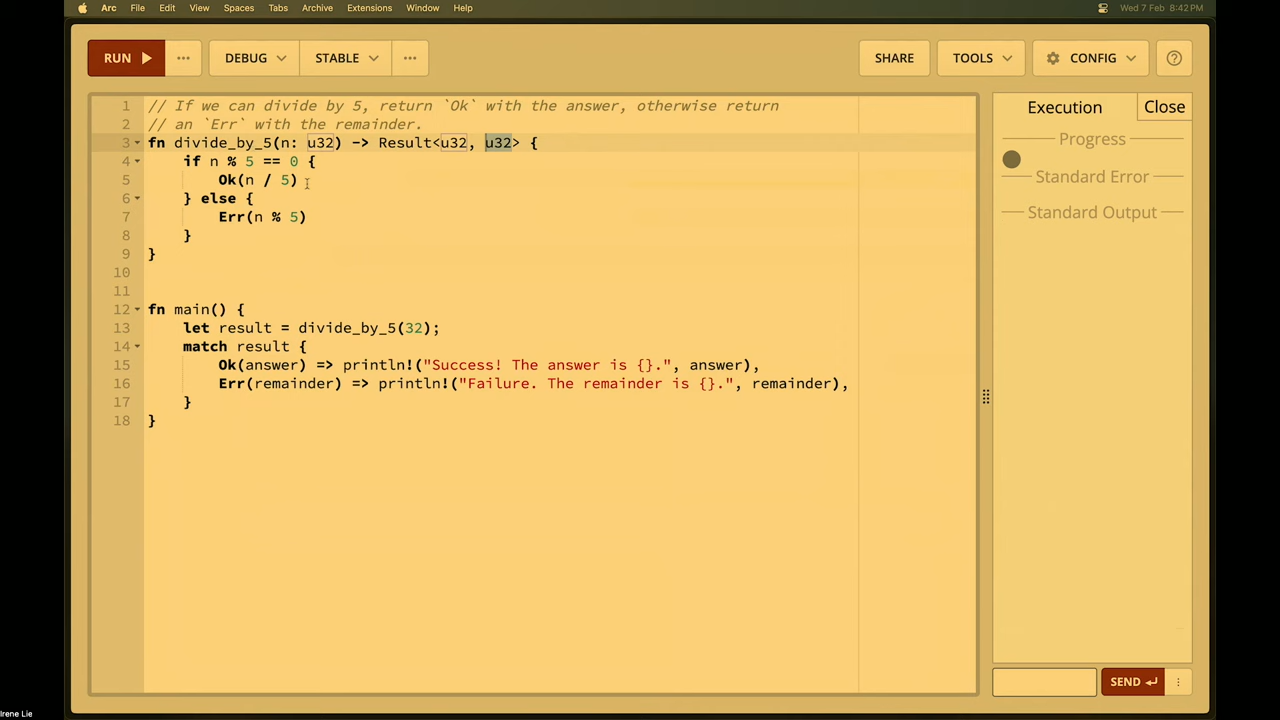 Arc File Edit View Spaces Tabs Archive Extensions Window Help Wed 7 Feb 8:42 PM
RUN ▶ ··· DEBUG STABLE ··· SHARE TOOLS CONFIG ?
1 // If we can divide by 5, return `Ok` with the answer, otherwise return
2 // an `Err` with the remainder.
3 fn divide_by_5(n: u32) -> Result<u32, u32> {
4     if n % 5 == 0 {
5         Ok(n / 5)
6     } else {
7         Err(n % 5)
8     }
9 }
10
11
12 fn main() {
13     let result = divide_by_5(32);
14     match result {
15         Ok(answer) => println!("Success! The answer is {}.", answer),
16         Err(remainder) => println!("Failure. The remainder is {}.", remainder),
17     }
18 }
Execution Close
Progress
Standard Error
Standard Output
SEND
Irene Lie